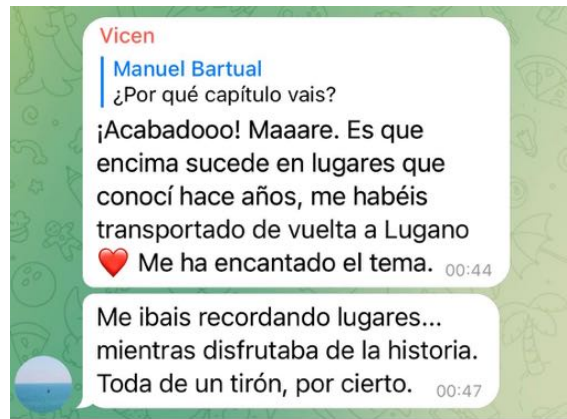 Vicen
Manuel Bartual
¿Por qué capítulo vais?
¡Acabadooo! Maaare. Es que
encima sucede en lugares que
conocí hace años, me habéis
transportado de vuelta a Lugano
❤️ Me ha encantado el tema. 00:44
Me ibais recordando lugares...
mientras disfrutaba de la historia.
Toda de un tirón, por cierto. 00:47